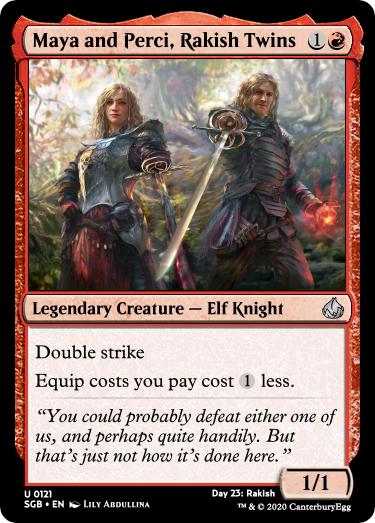 Maya and Perci, Rakish Twins 1
Legendary Creature — Elf Knight
Double strike
Equip costs you pay cost 1 less.
“You could probably defeat either one of
us, and perhaps quite handily. But
that’s just not how it’s done here.”
1/1
U 0121
Day 23: Rakish
SGB • EN Lily Abdullina
™ & © 2020 CanterburyEgg